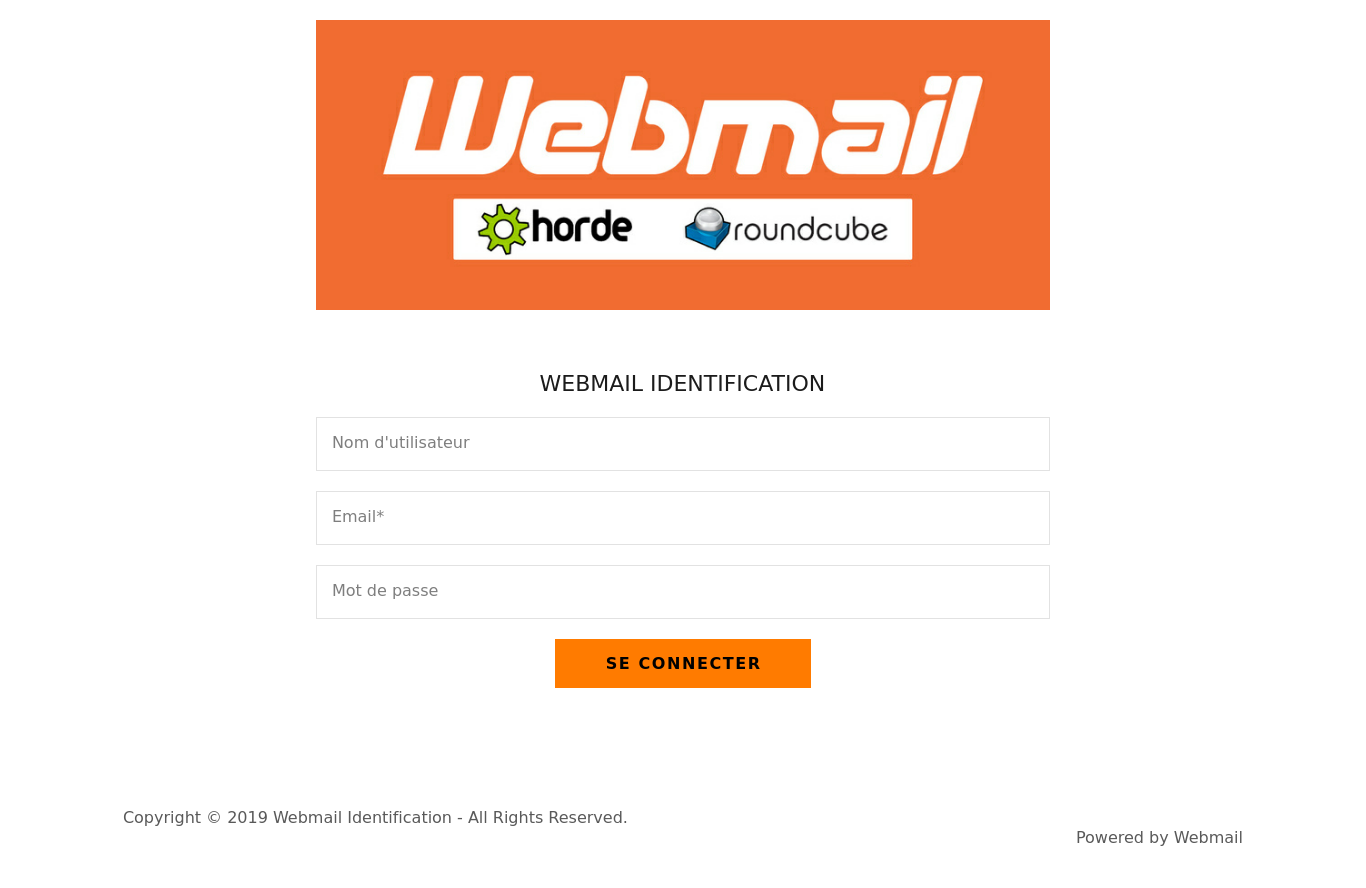 Webmail
horde
roundcube
WEBMAIL IDENTIFICATION
Nom d'utilisateur
Email*
Mot de passe
SE CONNECTER
Copyright © 2019 Webmail Identification - All Rights Reserved.
Powered by Webmail